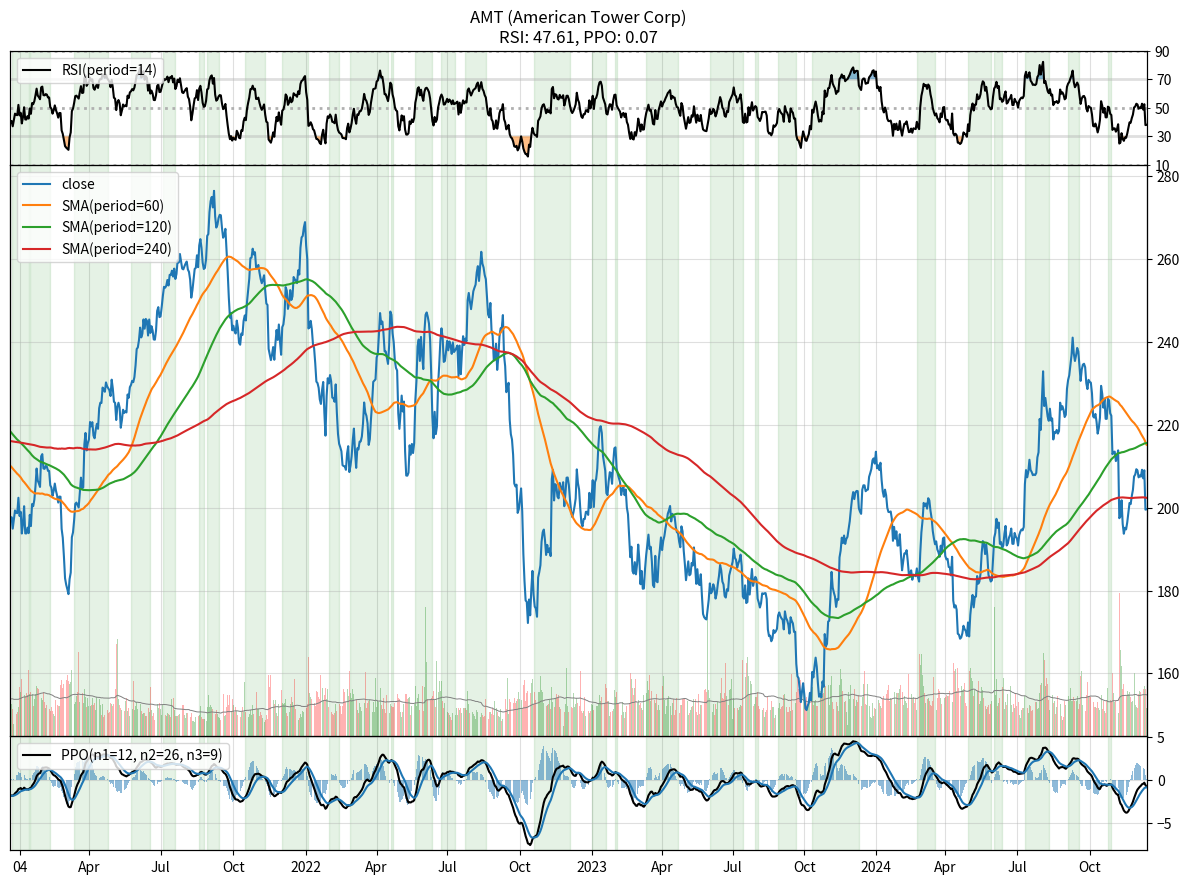 AMT (American Tower Corp)
RSI: 47.61, PPO: 0.07
RSI(period=14)
90
70
50
30
10
close
SMA(period=60)
SMA(period=120)
SMA(period=240)
280
260
240
220
200
180
160
PPO(n1=12, n2=26, n3=9)
5
0
−5
04 Apr Jul Oct 2022 Apr Jul Oct 2023 Apr Jul Oct 2024 Apr Jul Oct